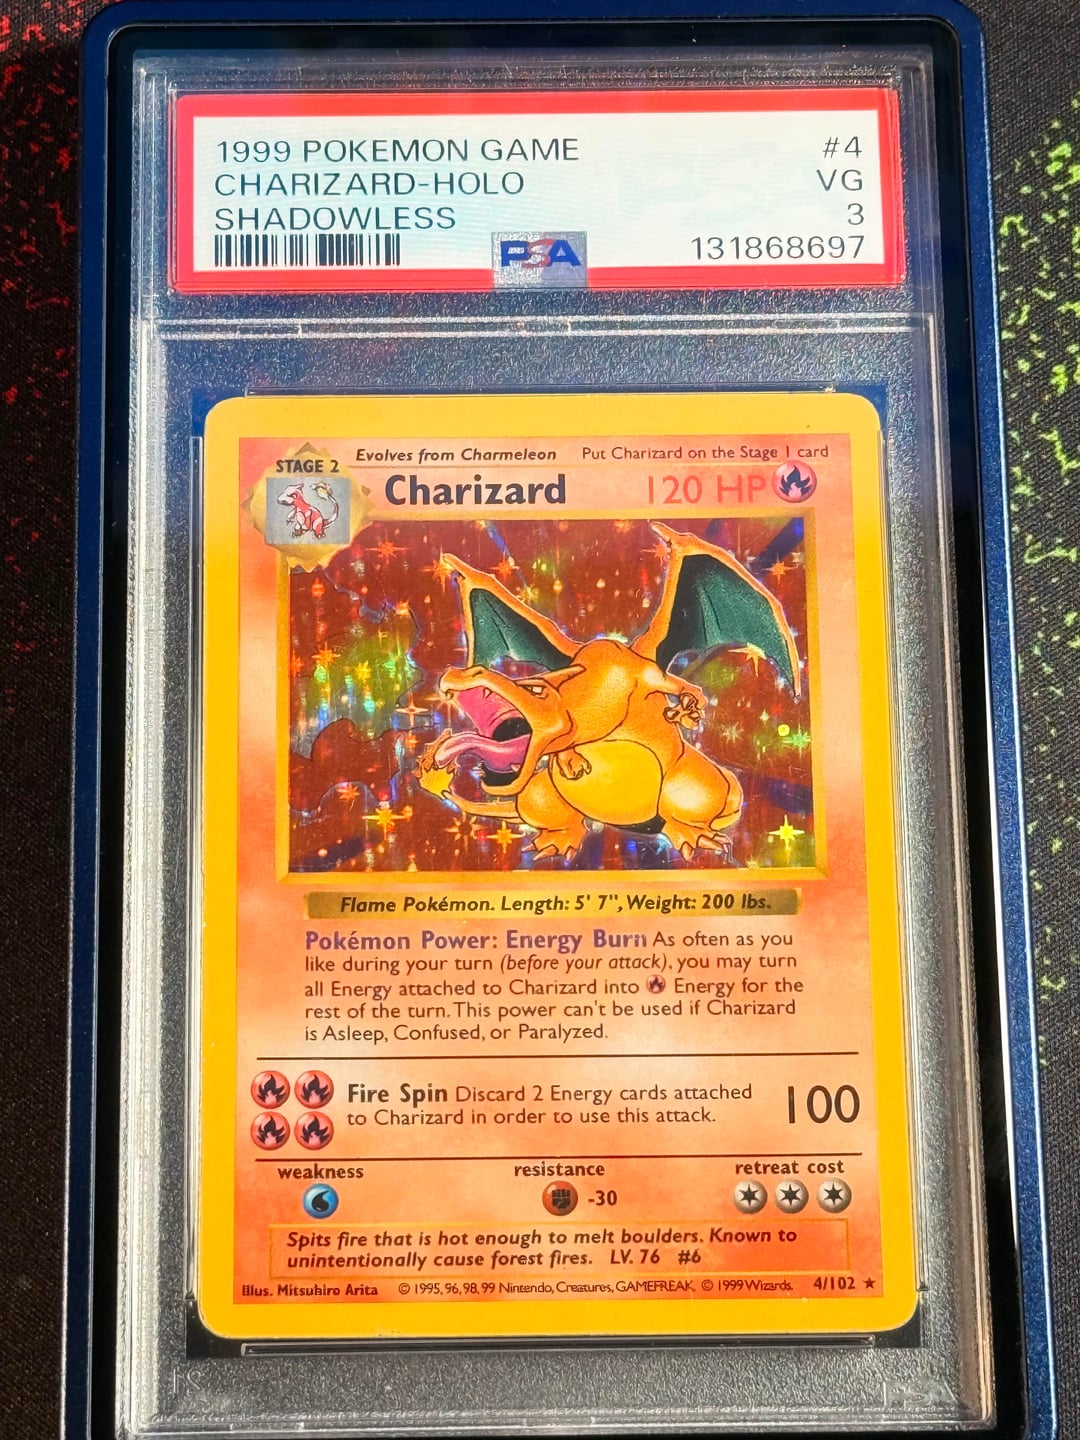 1999 POKEMON GAME #4
CHARIZARD-HOLO VG
SHADOWLESS 3
PSA 131868697
STAGE 2 Evolves from Charmeleon Put Charizard on the Stage 1 card
Charizard 120 HP
Flame Pokémon. Length: 5' 7", Weight: 200 lbs.
Pokémon Power: Energy Burn As often as you
like during your turn (before your attack), you may turn
all Energy attached to Charizard into Energy for the
rest of the turn. This power can't be used if Charizard
is Asleep, Confused, or Paralyzed.
Fire Spin Discard 2 Energy cards attached
to Charizard in order to use this attack. 100
weakness resistance retreat cost
-30
Spits fire that is hot enough to melt boulders. Known to
unintentionally cause forest fires. LV. 76 #6
Illus. Mitsuhiro Arita © 1995, 96, 98, 99 Nintendo, Creatures, GAMEFREAK. © 1999 Wizards. 4/102 ★
PSA